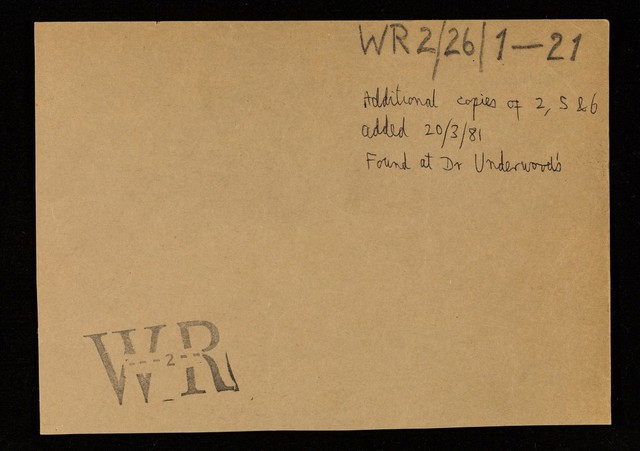 WR2/26/1—21
Additional copies of 2, 5 & 6
added 20/3/81
Found at Dr Underwood's
WR
---2---